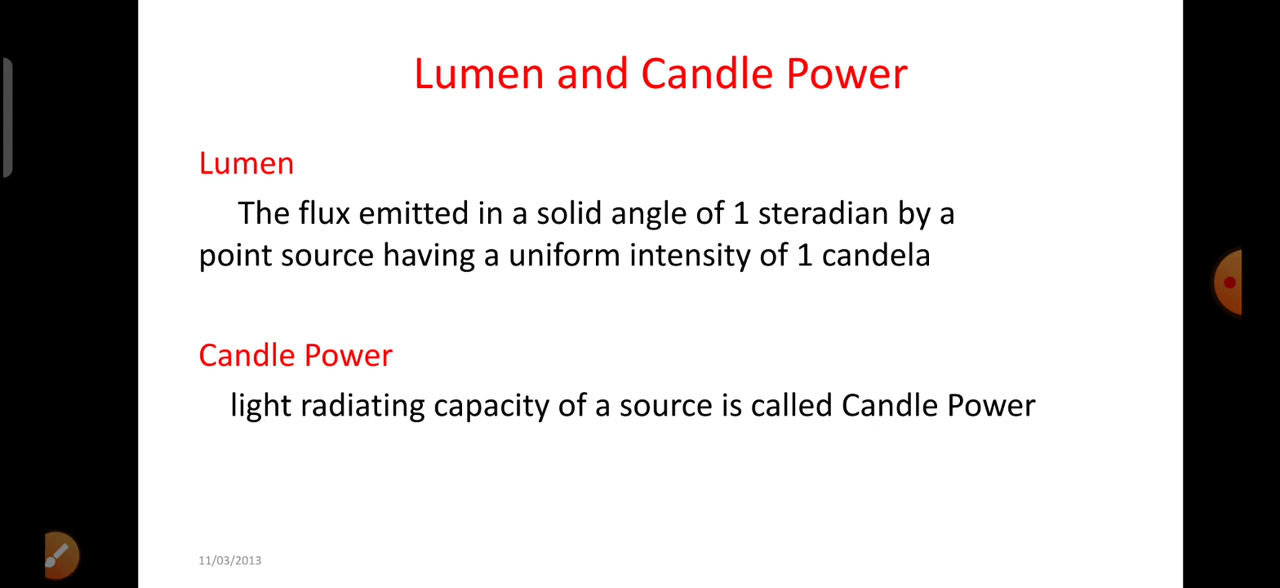 Lumen and Candle Power
Lumen
The flux emitted in a solid angle of 1 steradian by a
point source having a uniform intensity of 1 candela
Candle Power
light radiating capacity of a source is called Candle Power
11/03/2013